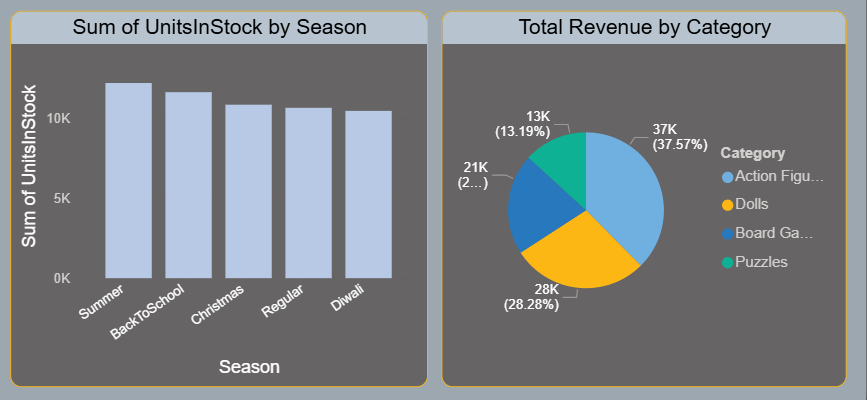 Sum of UnitsInStock by Season
Sum of UnitsInStock
10K
5K
0K
Summer
BackToSchool
Christmas
Regular
Diwali
Season
Total Revenue by Category
13K
(13.19%)
37K
(37.57%)
21K
(2...)
28K
(28.28%)
Category
Action Figu...
Dolls
Board Ga...
Puzzles